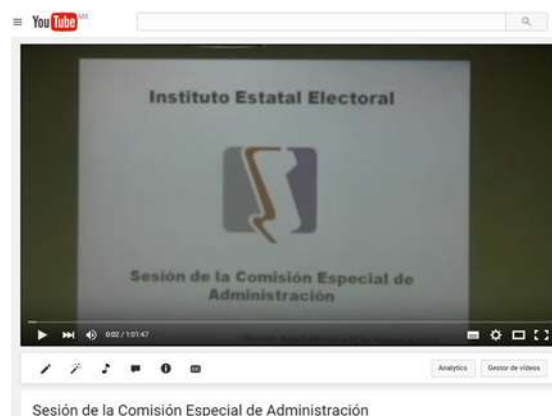 YouTube MX
Instituto Estatal Electoral
Sesión de la Comisión Especial de
Administración
0:02 / 1:01:47
Analytics
Gestor de vídeos
Sesión de la Comisión Especial de Administración